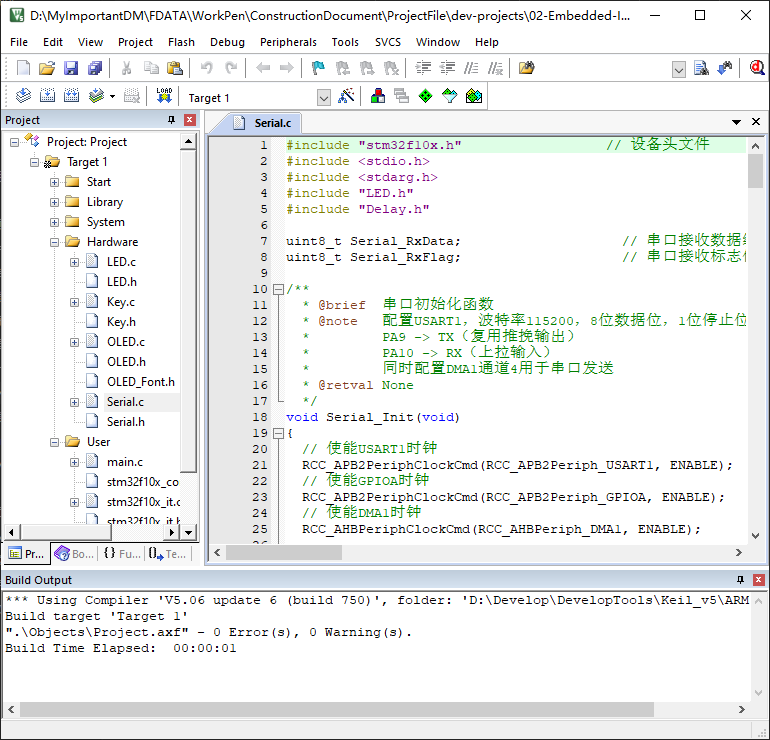 D:\MyImportantDM\FDATA\WorkPen\ConstructionDocument\ProjectFile\dev-projects\02-Embedded-I...
File Edit View Project Flash Debug Peripherals Tools SVCS Window Help
LOAD
Target 1
Project
Project: Project
Target 1
Start
Library
System
Hardware
LED.c
LED.h
Key.c
Key.h
OLED.c
OLED.h
OLED_Font.h
Serial.c
Serial.h
User
main.c
stm32f10x_co
stm32f10x_it.c
stm32f10x_it.h
Pr... Bo... {} Fu... Te...
Serial.c
1 #include "stm32f10x.h" // 设备头文件
2 #include <stdio.h>
3 #include <stdarg.h>
4 #include "LED.h"
5 #include "Delay.h"
6
7 uint8_t Serial_RxData; // 串口接收数据
8 uint8_t Serial_RxFlag; // 串口接收标志
9
10 /**
11 * @brief 串口初始化函数
12 * @note 配置USART1，波特率115200，8位数据位，1位停止位
13 * PA9 -> TX（复用推挽输出）
14 * PA10 -> RX（上拉输入）
15 * 同时配置DMA1通道4用于串口发送
16 * @retval None
17 */
18 void Serial_Init(void)
19 {
20 // 使能USART1时钟
21 RCC_APB2PeriphClockCmd(RCC_APB2Periph_USART1, ENABLE);
22 // 使能GPIOA时钟
23 RCC_APB2PeriphClockCmd(RCC_APB2Periph_GPIOA, ENABLE);
24 // 使能DMA1时钟
25 RCC_AHBPeriphClockCmd(RCC_AHBPeriph_DMA1, ENABLE);
Build Output
*** Using Compiler 'V5.06 update 6 (build 750)', folder: 'D:\Develop\DevelopTools\Keil_v5\ARM
Build target 'Target 1'
".\Objects\Project.axf" - 0 Error(s), 0 Warning(s).
Build Time Elapsed: 00:00:01